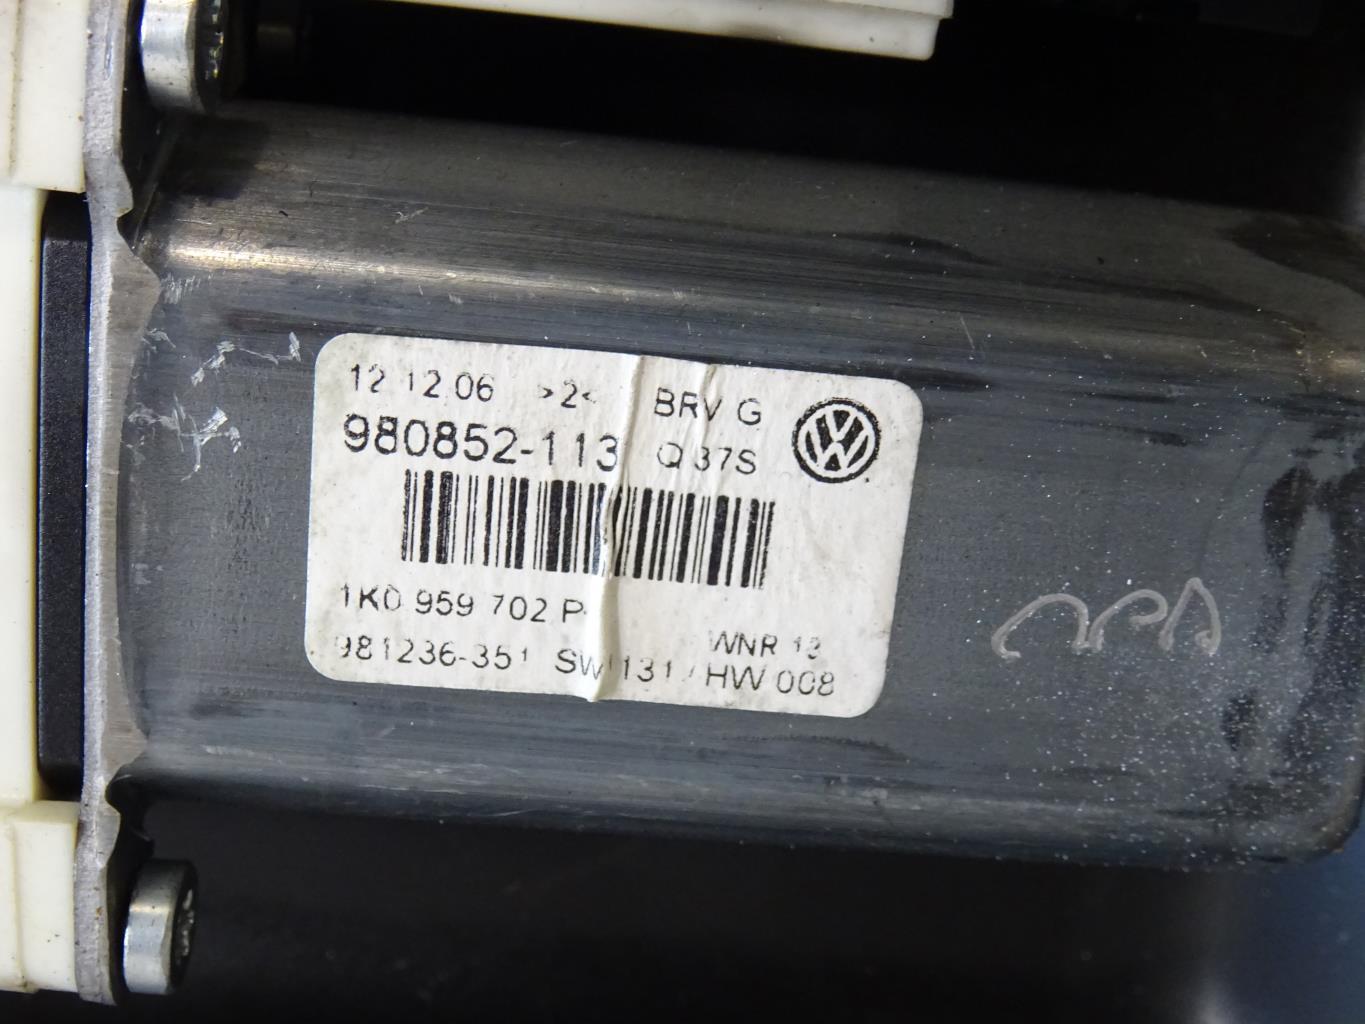 12 12 06 >2< BRV G
980852-113 Q 37S
1K0 959 702 P
WNR 13
981236-351 SW 131 / HW 008